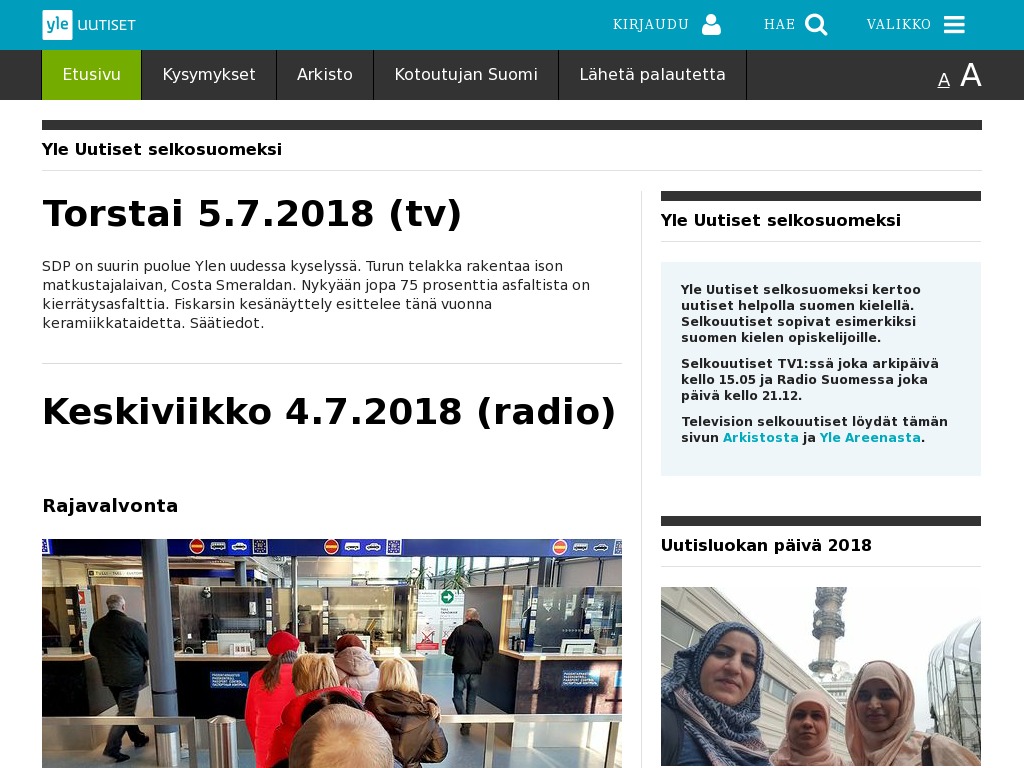 yle UUTISET
KIRJAUDU
HAE
VALIKKO
Etusivu
Kysymykset
Arkisto
Kotoutujan Suomi
Lähetä palautetta
A A
Yle Uutiset selkosuomeksi
Torstai 5.7.2018 (tv)
SDP on suurin puolue Ylen uudessa kyselyssä. Turun telakka rakentaa ison
matkustajalaivan, Costa Smeraldan. Nykyään jopa 75 prosenttia asfaltista on
kierrätysasfalttia. Fiskarsin kesänäyttely esittelee tänä vuonna
keramiikkataidetta. Säätiedot.
Keskiviikko 4.7.2018 (radio)
Rajavalvonta
Yle Uutiset selkosuomeksi
Yle Uutiset selkosuomeksi kertoo
uutiset helpolla suomen kielellä.
Selkouutiset sopivat esimerkiksi
suomen kielen opiskelijoille.
Selkouutiset TV1:ssä joka arkipäivä
kello 15.05 ja Radio Suomessa joka
päivä kello 21.12.
Television selkouutiset löydät tämän
sivun Arkistosta ja Yle Areenasta.
Uutisluokan päivä 2018